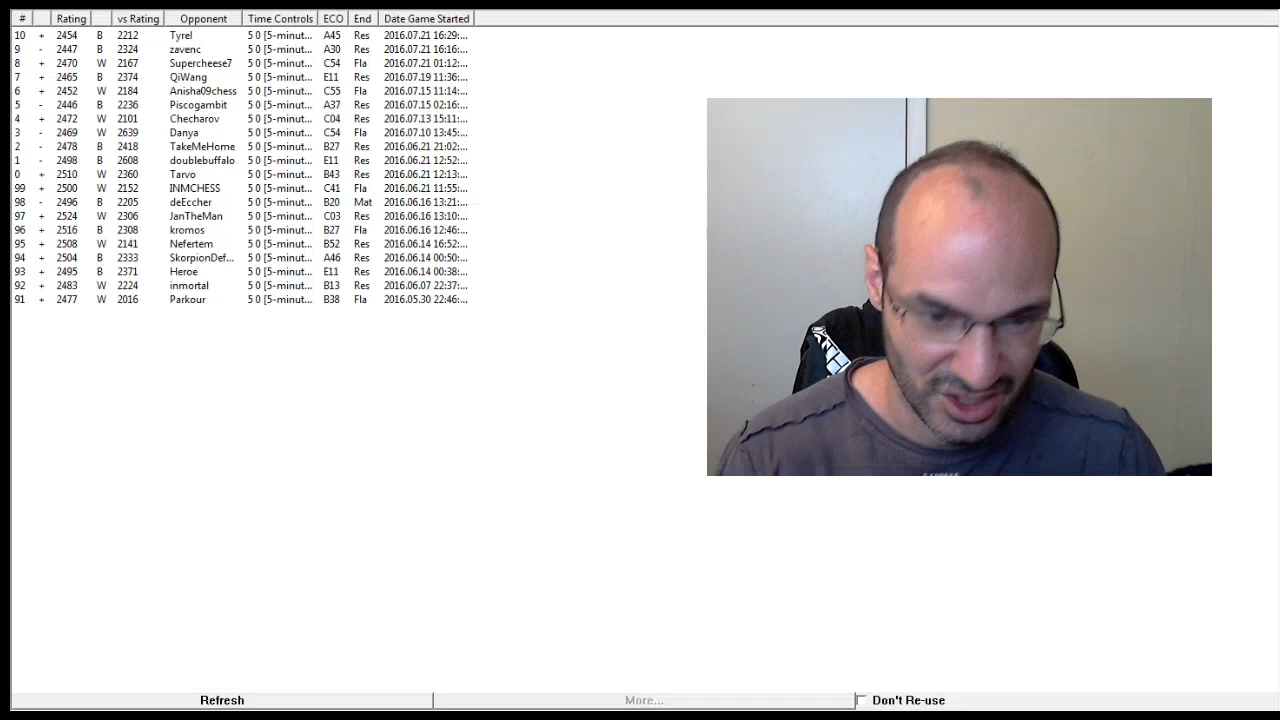 # Rating vs Rating Opponent Time Controls ECO End Date Game Started
10 + 2454 B 2212 Tyrel 5 0 [5-minut... A45 Res 2016.07.21 16:29:...
9 - 2447 B 2324 zavenc 5 0 [5-minut... A30 Res 2016.07.21 16:16:...
8 + 2470 W 2167 Supercheese7 5 0 [5-minut... C54 Fla 2016.07.21 01:12:...
7 + 2465 B 2374 QiWang 5 0 [5-minut... E11 Res 2016.07.19 11:36:...
6 + 2452 W 2184 Anisha09chess 5 0 [5-minut... C55 Fla 2016.07.15 11:14:...
5 - 2446 B 2236 Piscogambit 5 0 [5-minut... A37 Res 2016.07.15 02:16:...
4 + 2472 W 2101 Checharov 5 0 [5-minut... C04 Res 2016.07.13 15:11:...
3 - 2469 W 2639 Danya 5 0 [5-minut... C54 Fla 2016.07.10 13:45:...
2 - 2478 B 2418 TakeMeHome 5 0 [5-minut... B27 Res 2016.06.21 21:02:...
1 - 2498 B 2608 doublebuffalo 5 0 [5-minut... E11 Res 2016.06.21 12:52:...
0 + 2510 W 2360 Tarvo 5 0 [5-minut... B43 Res 2016.06.21 12:13:...
99 + 2500 W 2152 INMCHESS 5 0 [5-minut... C41 Fla 2016.06.21 11:55:...
98 - 2496 B 2205 deEccher 5 0 [5-minut... B20 Mat 2016.06.16 13:21:...
97 + 2524 W 2306 JanTheMan 5 0 [5-minut... C03 Res 2016.06.16 13:10:...
96 + 2516 B 2308 kromos 5 0 [5-minut... B27 Fla 2016.06.16 12:46:...
95 + 2508 W 2141 Nefertem 5 0 [5-minut... B52 Res 2016.06.14 16:52:...
94 + 2504 B 2333 SkorpionDef... 5 0 [5-minut... A46 Res 2016.06.14 00:50:...
93 + 2495 B 2371 Heroe 5 0 [5-minut... E11 Res 2016.06.14 00:38:...
92 + 2483 W 2224 inmortal 5 0 [5-minut... B13 Res 2016.06.07 22:37:...
91 + 2477 W 2016 Parkour 5 0 [5-minut... B38 Fla 2016.05.30 22:46:...
Refresh More... Don't Re-use